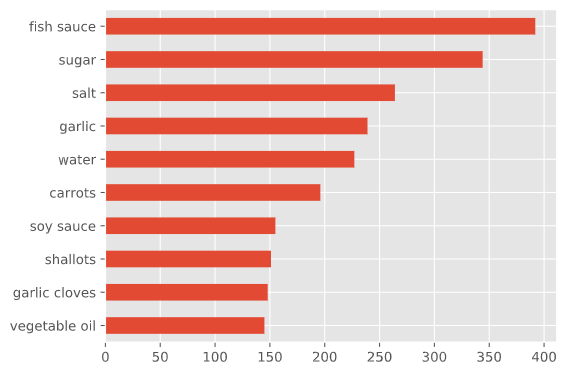 fish sauce
sugar
salt
garlic
water
carrots
soy sauce
shallots
garlic cloves
vegetable oil
0 50 100 150 200 250 300 350 400